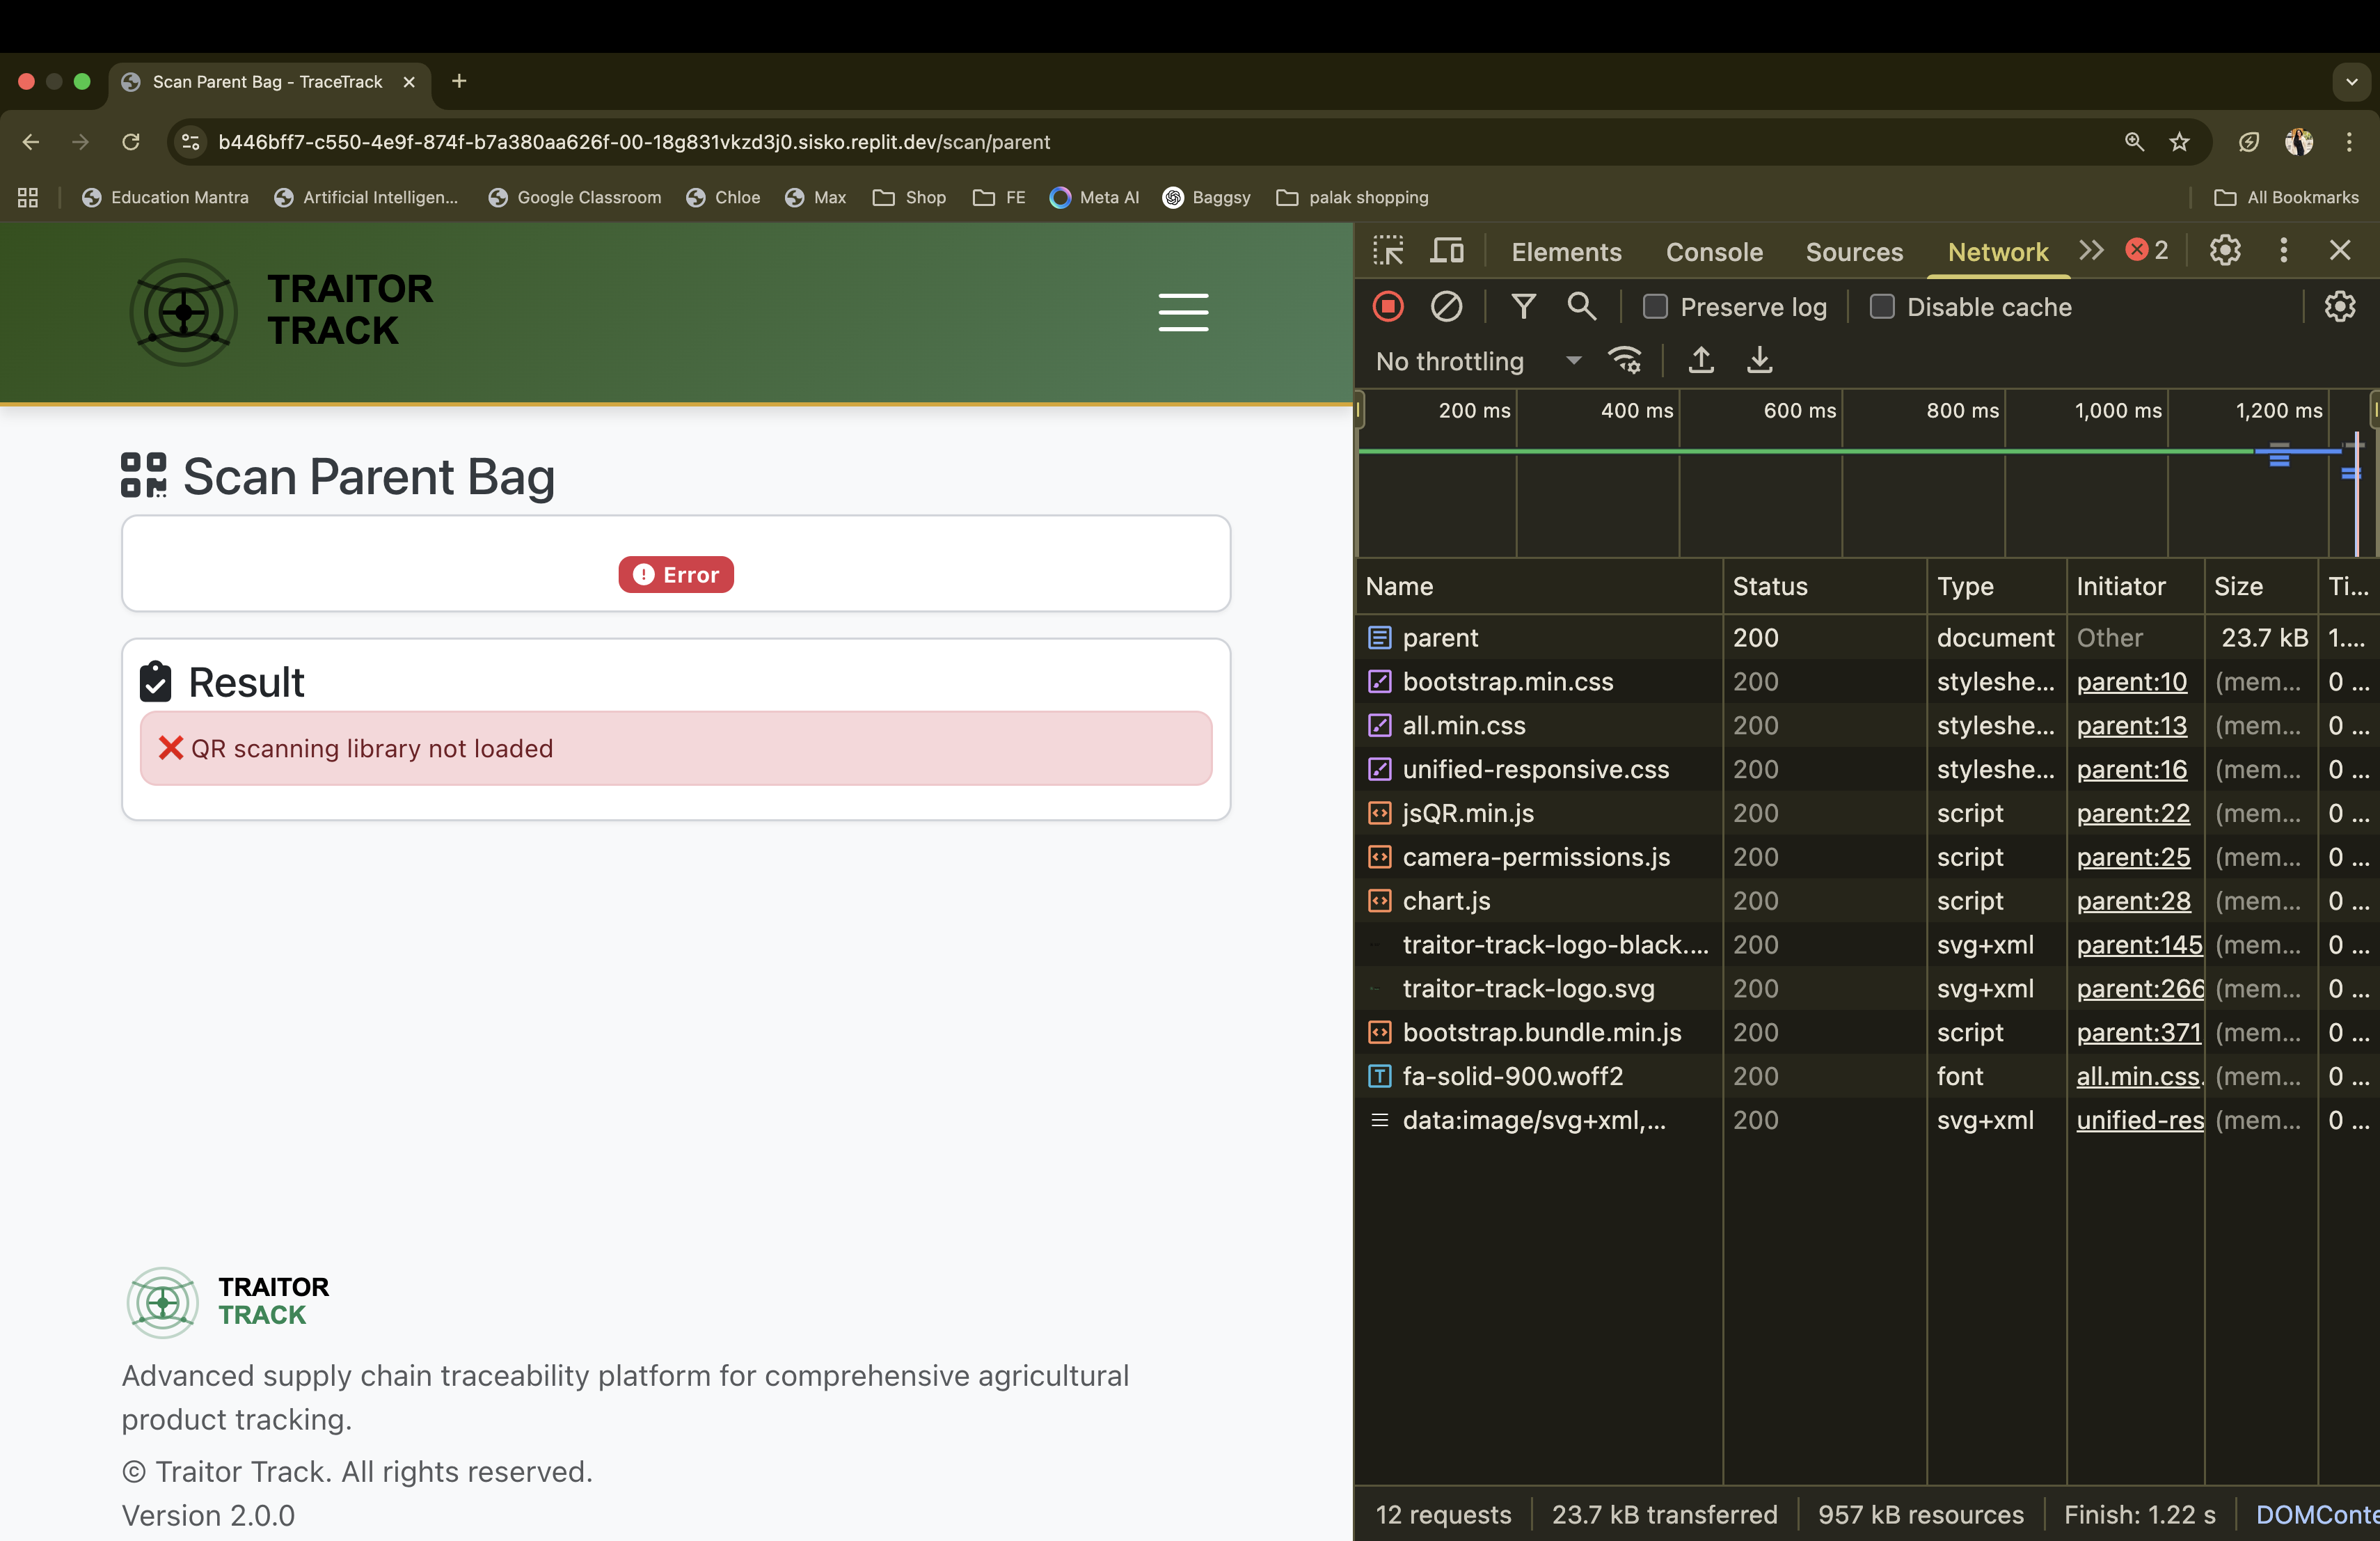 Scan Parent Bag - TraceTrack
b446bff7-c550-4e9f-874f-b7a380aa626f-00-18g831vkzd3j0.sisko.replit.dev/scan/parent
Education Mantra Artificial Intelligen... Google Classroom Chloe Max Shop FE Meta AI Baggsy palak shopping All Bookmarks
TRAITOR
TRACK
Scan Parent Bag
Error
Result
❌ QR scanning library not loaded
TRAITOR
TRACK
Advanced supply chain traceability platform for comprehensive agricultural
product tracking.
© Traitor Track. All rights reserved.
Version 2.0.0
Elements Console Sources Network 2
Preserve log Disable cache
No throttling
200 ms 400 ms 600 ms 800 ms 1,000 ms 1,200 ms
Name Status Type Initiator Size Ti...
parent 200 document Other 23.7 kB 1....
bootstrap.min.css 200 styleshe... parent:10 (mem... 0 ...
all.min.css 200 styleshe... parent:13 (mem... 0 ...
unified-responsive.css 200 styleshe... parent:16 (mem... 0 ...
jsQR.min.js 200 script parent:22 (mem... 0 ...
camera-permissions.js 200 script parent:25 (mem... 0 ...
chart.js 200 script parent:28 (mem... 0 ...
traitor-track-logo-black.... 200 svg+xml parent:145 (mem... 0 ...
traitor-track-logo.svg 200 svg+xml parent:266 (mem... 0 ...
bootstrap.bundle.min.js 200 script parent:371 (mem... 0 ...
fa-solid-900.woff2 200 font all.min.css. (mem... 0 ...
data:image/svg+xml,... 200 svg+xml unified-res (mem... 0 ...
12 requests 23.7 kB transferred 957 kB resources Finish: 1.22 s DOMConte